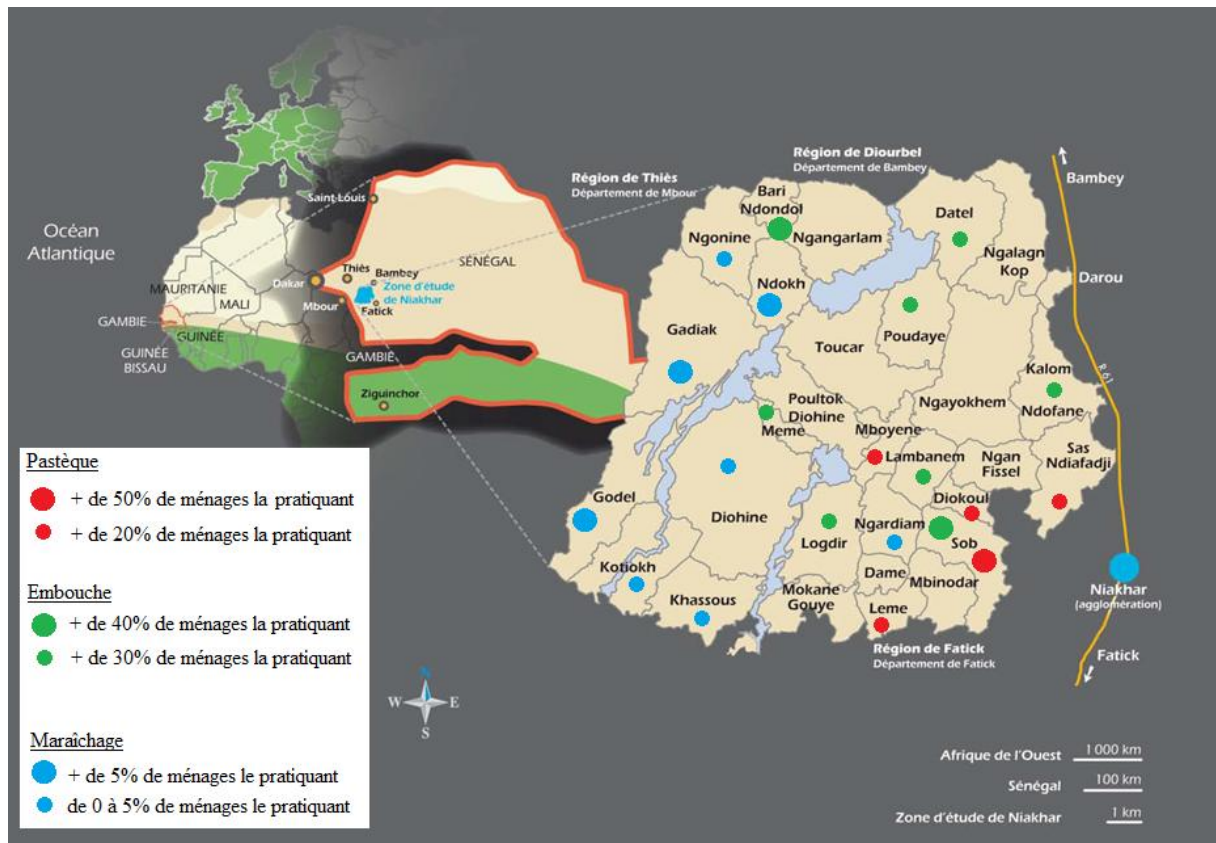 Océan
Atlantique
MAURITANIE
MALI
GAMBIE
GUINÉE
GUINÉE
BISSAU
Saint-Louis
Dakar
Thiès
Bambey
SÉNÉGAL
Zone d'étude
de Niakhar
Mbour
Fatick
GAMBIE
Ziguinchor
Région de Thiès
Département de Mbour
Région de Diourbel
Département de Bambey
Bari
Ndondol
Ngonine
Ngangarlam
Datel
Ngalagn
Kop
Ndokh
Gadiak
Toucar
Poudaye
Kalom
Ndofane
Ngayokhem
Poultok
Diohine
Meme
Mboyene
Lambanem
Ngan
Fissel
Sas
Ndiafadji
Diokoul
Godel
Diohine
Logdir
Ngardiam
Sob
Kotiokh
Khassous
Mokane
Gouye
Dame
Mbinodar
Leme
Région de Fatick
Département de Fatick
Bambey
Darou
R 61
Niakhar
(agglomération)
Fatick
Pastèque
+ de 50% de ménages la pratiquant
+ de 20% de ménages la pratiquant
Embouche
+ de 40% de ménages la pratiquant
+ de 30% de ménages la pratiquant
Maraîchage
+ de 5% de ménages le pratiquant
de 0 à 5% de ménages le pratiquant
N
W
E
S
Afrique de l'Ouest 1 000 km
Sénégal 100 km
Zone d'étude de Niakhar 1 km